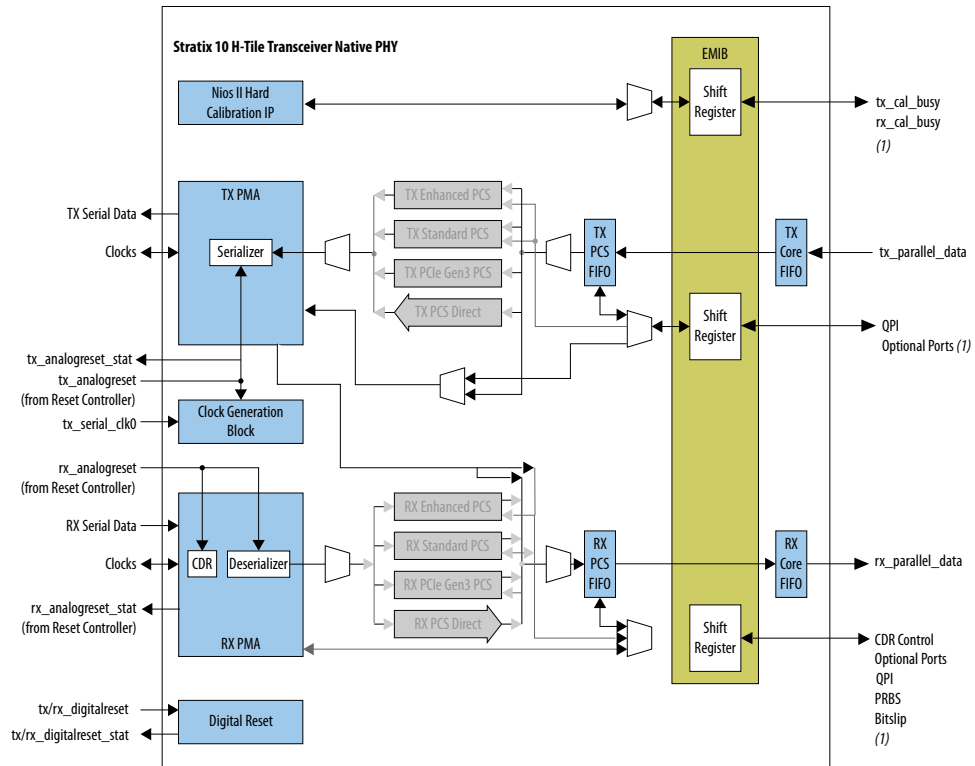 Stratix 10 H-Tile Transceiver Native PHY
EMIB
Nios II Hard
Calibration IP
Shift
Register
tx_cal_busy
rx_cal_busy
(1)
TX PMA
TX Serial Data
Clocks
Serializer
TX Enhanced PCS
TX Standard PCS
TX PCIe Gen3 PCS
TX PCS Direct
TX
PCS
FIFO
TX
Core
FIFO
tx_parallel_data
Shift
Register
QPI
Optional Ports (1)
tx_analogreset_stat
tx_analogreset
(from Reset Controller)
tx_serial_clk0
Clock Generation
Block
rx_analogreset
(from Reset Controller)
RX Serial Data
Clocks
rx_analogreset_stat
(from Reset Controller)
CDR
Deserializer
RX PMA
RX Enhanced PCS
RX Standard PCS
RX PCIe Gen3 PCS
RX PCS Direct
RX
PCS
FIFO
RX
Core
FIFO
rx_parallel_data
Shift
Register
CDR Control
Optional Ports
QPI
PRBS
Bitslip
(1)
tx/rx_digitalreset
tx/rx_digitalreset_stat
Digital Reset